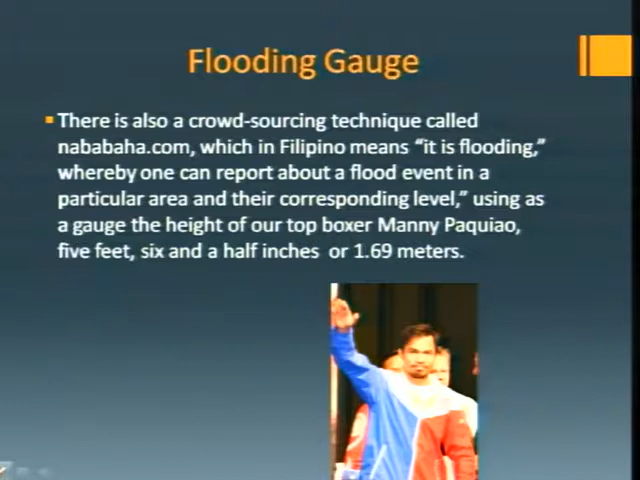 Flooding Gauge
There is also a crowd-sourcing technique called
nababaha.com, which in Filipino means “it is flooding,”
whereby one can report about a flood event in a
particular area and their corresponding level,” using as
a gauge the height of our top boxer Manny Paquiao,
five feet, six and a half inches or 1.69 meters.